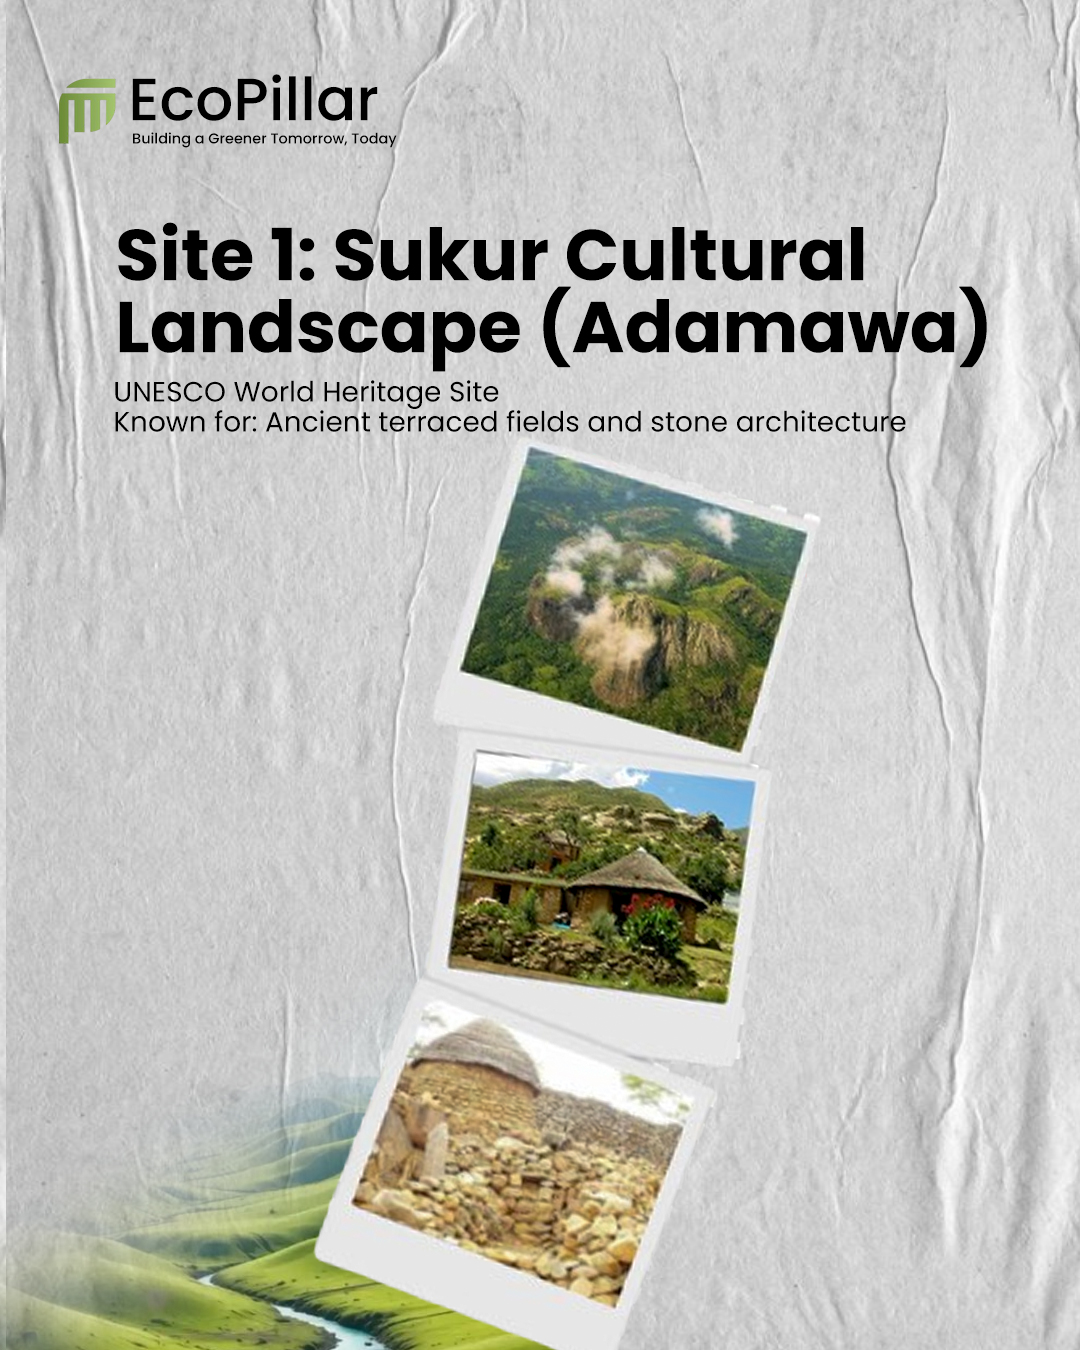 EcoPillar
Building a Greener Tomorrow, Today
Site 1: Sukur Cultural
Landscape (Adamawa)
UNESCO World Heritage Site
Known for: Ancient terraced fields and stone architecture